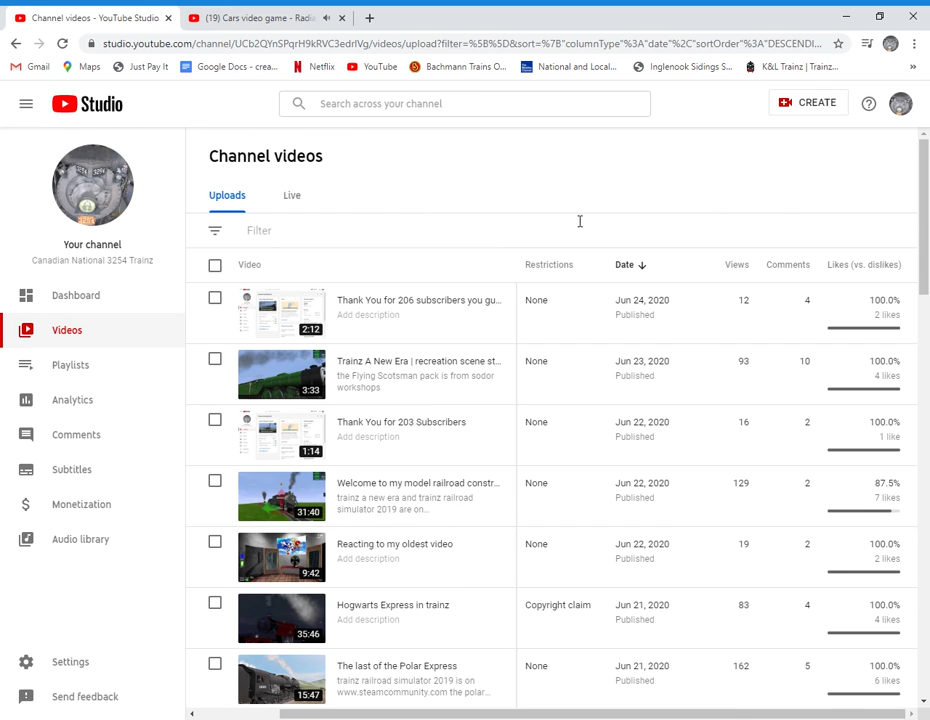 Channel videos - YouTube Studio
(19) Cars video game - Radia
studio.youtube.com/channel/UCb2QYnSPqrH9kRVC3edrIVg/videos/upload?filter=%5B%5D&sort=%7B"columnType"%3A"date"%2C"sortOrder"%3A"DESCENDI...
Gmail Maps Just Pay It Google Docs - crea... Netflix YouTube Bachmann Trains O... National and Local... Inglenook Sidings S... K&L Trainz | Trainz... »
Studio
Search across your channel
CREATE
Your channel
Canadian National 3254 Trainz
Dashboard
Videos
Playlists
Analytics
Comments
Subtitles
Monetization
Audio library
Settings
Send feedback
Channel videos
Uploads Live
Filter
Video Restrictions Date Views Comments Likes (vs. dislikes)
Thank You for 206 subscribers you gu... None Jun 24, 2020 12 4 100.0%
Add description Published 2 likes
2:12
Trainz A New Era | recreation scene st... None Jun 23, 2020 93 10 100.0%
the Flying Scotsman pack is from sodor Published 4 likes
workshops
3:33
Thank You for 203 Subscribers None Jun 22, 2020 16 2 100.0%
Add description Published 1 like
1:14
Welcome to my model railroad constr... None Jun 22, 2020 129 2 87.5%
trainz a new era and trainz railroad Published 7 likes
simulator 2019 are on...
31:40
Reacting to my oldest video None Jun 22, 2020 19 2 100.0%
Add description Published 2 likes
9:42
Hogwarts Express in trainz Copyright claim Jun 21, 2020 83 4 100.0%
Add description Published 4 likes
35:46
The last of the Polar Express None Jun 21, 2020 162 5 100.0%
trainz railroad simulator 2019 is on Published 6 likes
www.steamcommunity.com the polar...
15:47